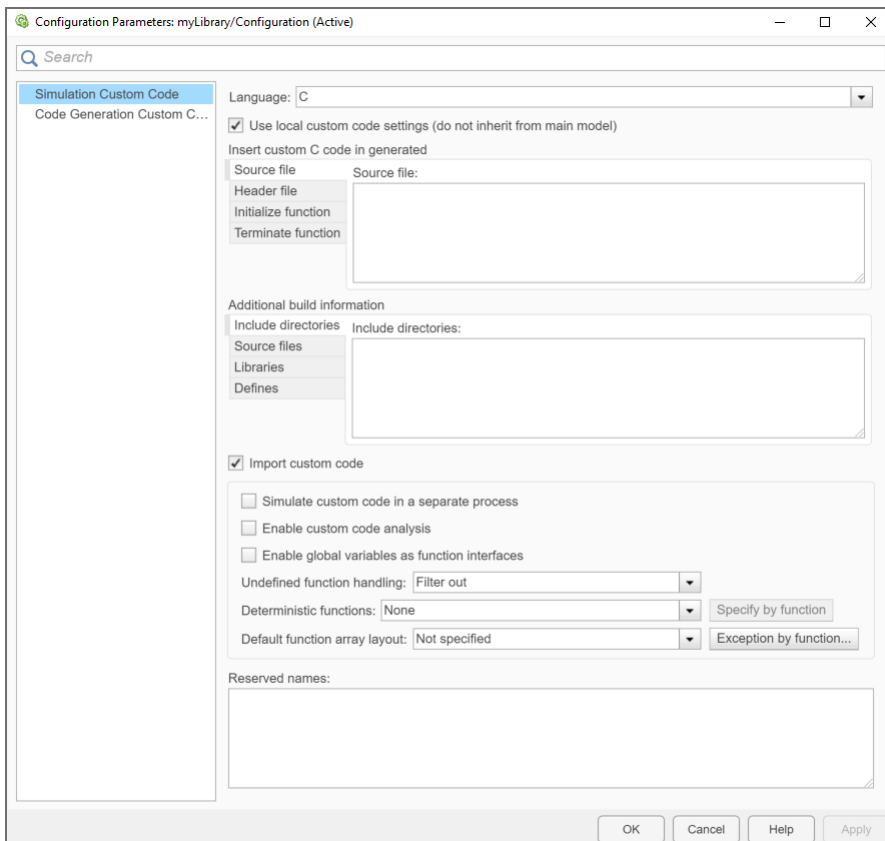 Configuration Parameters: myLibrary/Configuration (Active)
Search
Simulation Custom Code
Code Generation Custom C...
Language: C
Use local custom code settings (do not inherit from main model)
Insert custom C code in generated
Source file
Header file
Initialize function
Terminate function
Source file:
Additional build information
Include directories
Source files
Libraries
Defines
Include directories:
Import custom code
Simulate custom code in a separate process
Enable custom code analysis
Enable global variables as function interfaces
Undefined function handling: Filter out
Deterministic functions: None Specify by function
Default function array layout: Not specified Exception by function...
Reserved names:
OK Cancel Help Apply